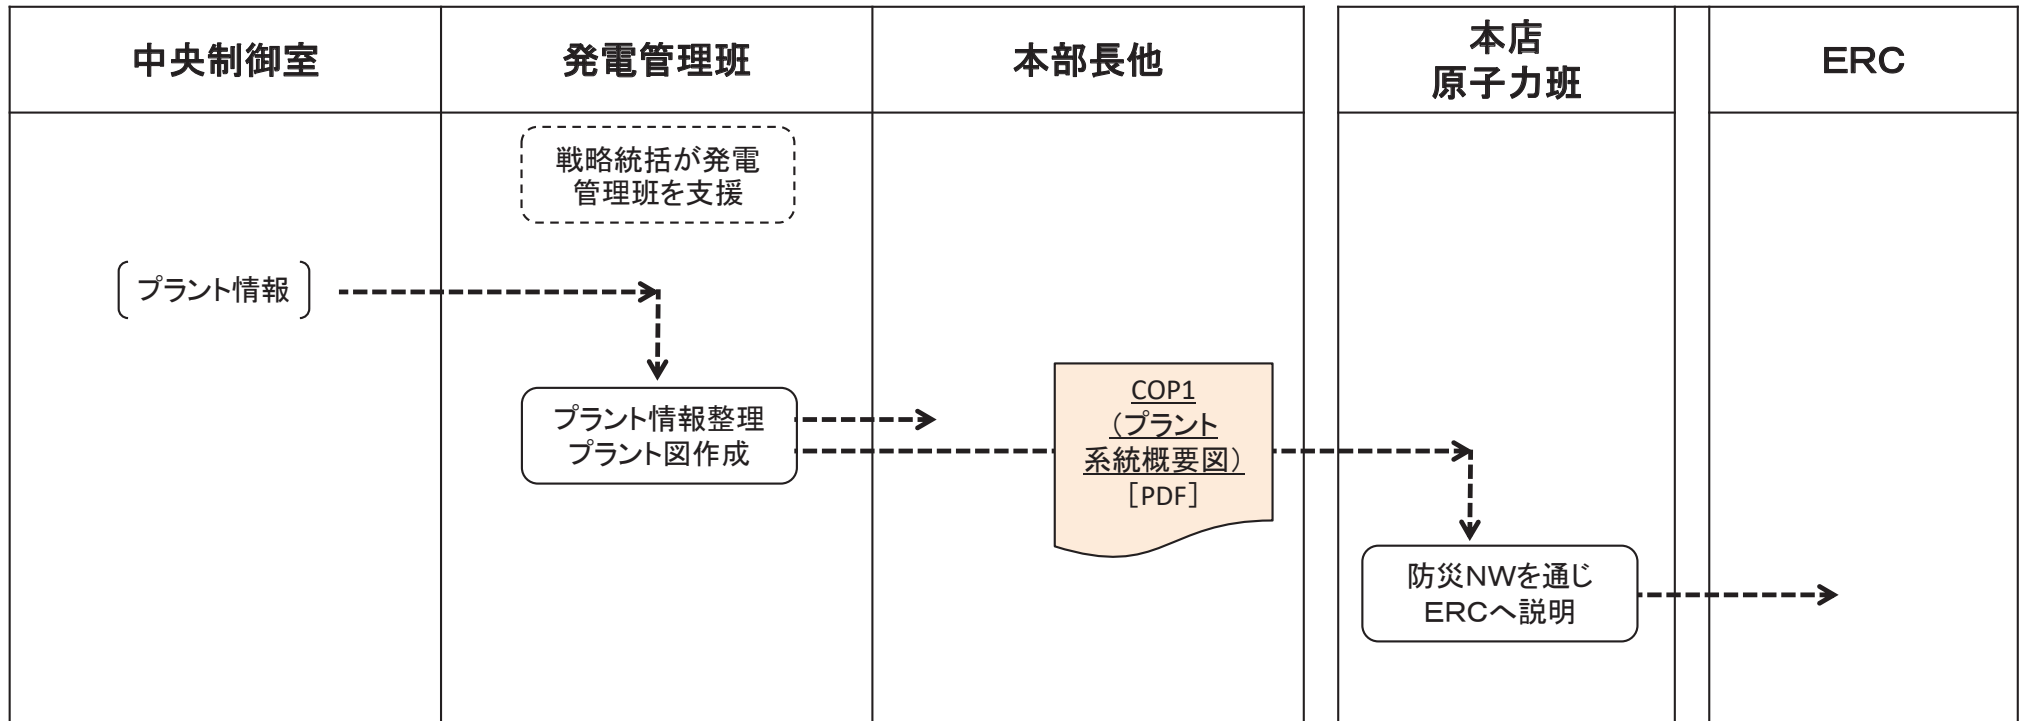 中央制御室
発電管理班
本部長他
本店
原子力班
ERC
戦略統括が発電
管理班を支援
プラント情報
プラント情報整理
プラント図作成
COP1
(プラント
系統概要図)
[PDF]
防災NWを通じ
ERCへ説明